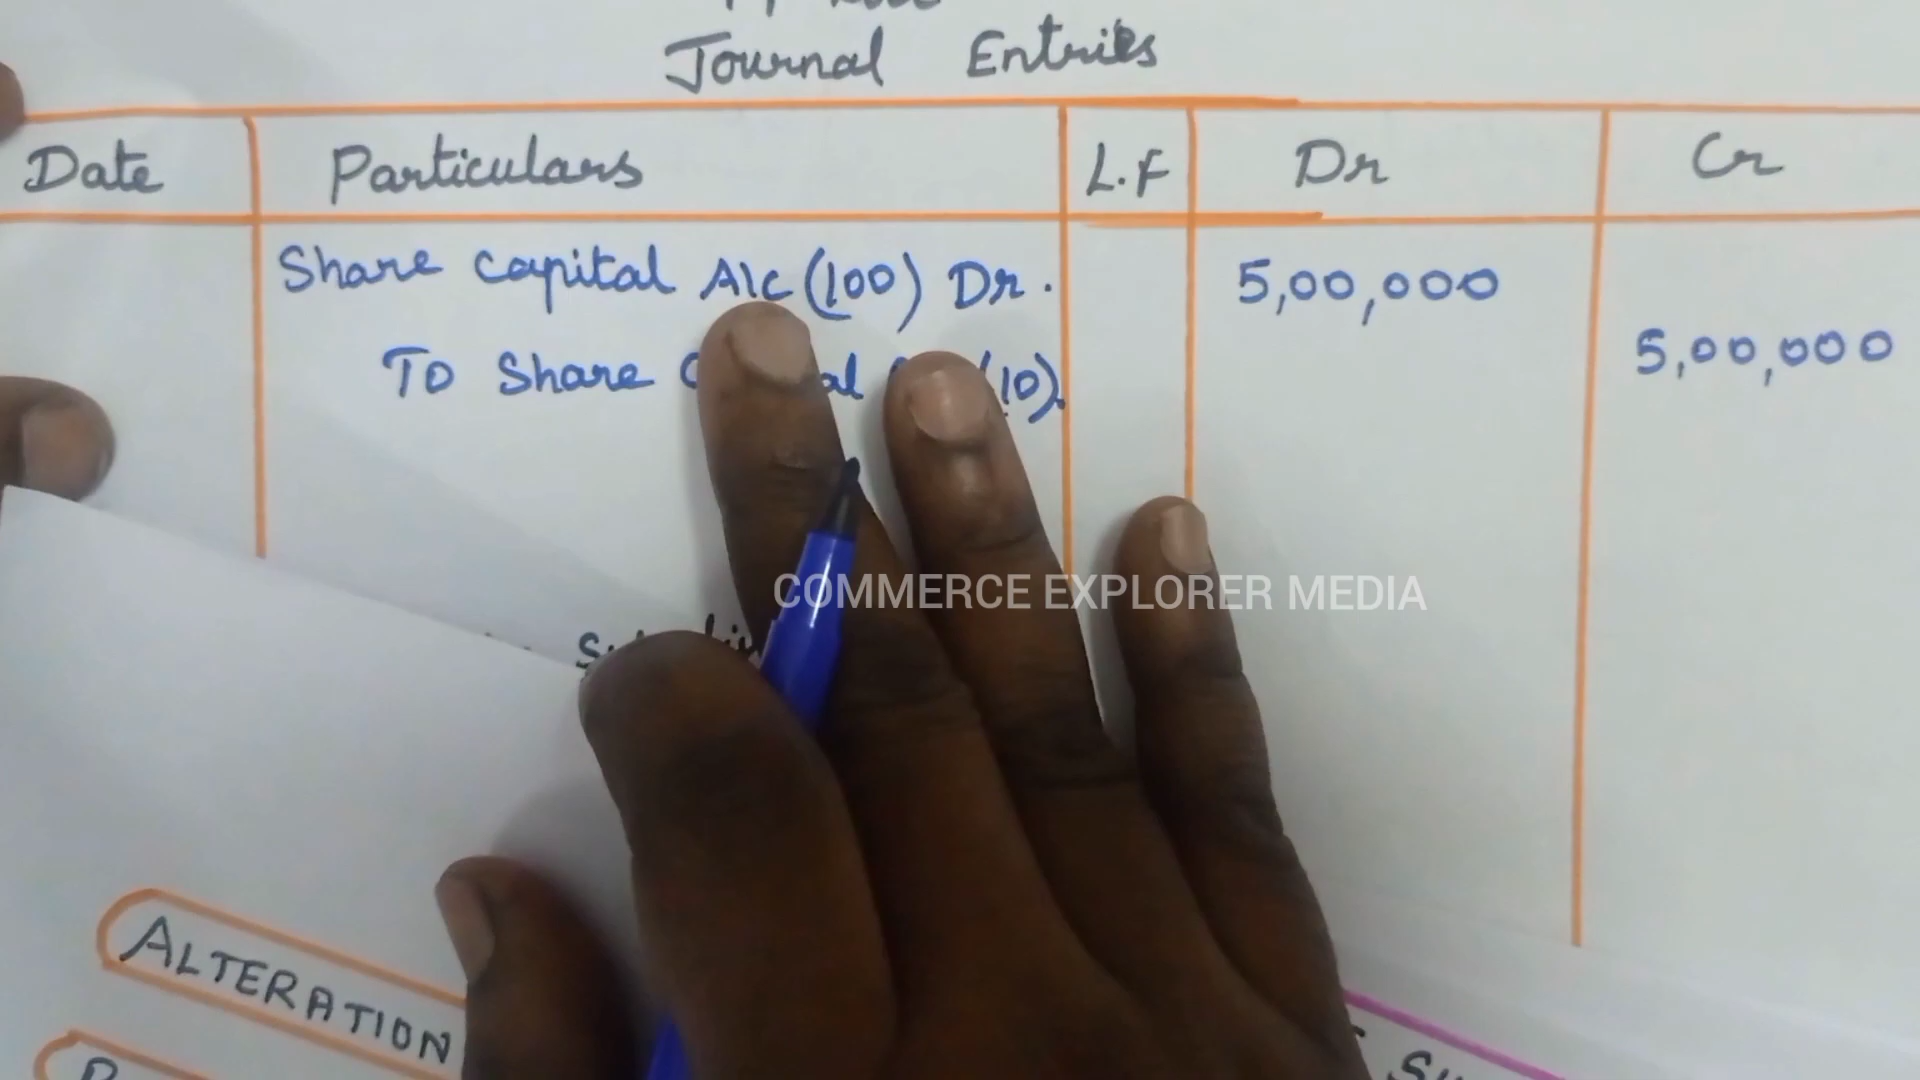 Journal Entries
Date Particulars L.F Dr Cr
Share capital A\c (100) Dr. 5,00,000
To Share (10). 5,00,000
COMMERCE EXPLORER MEDIA
ALTERATION